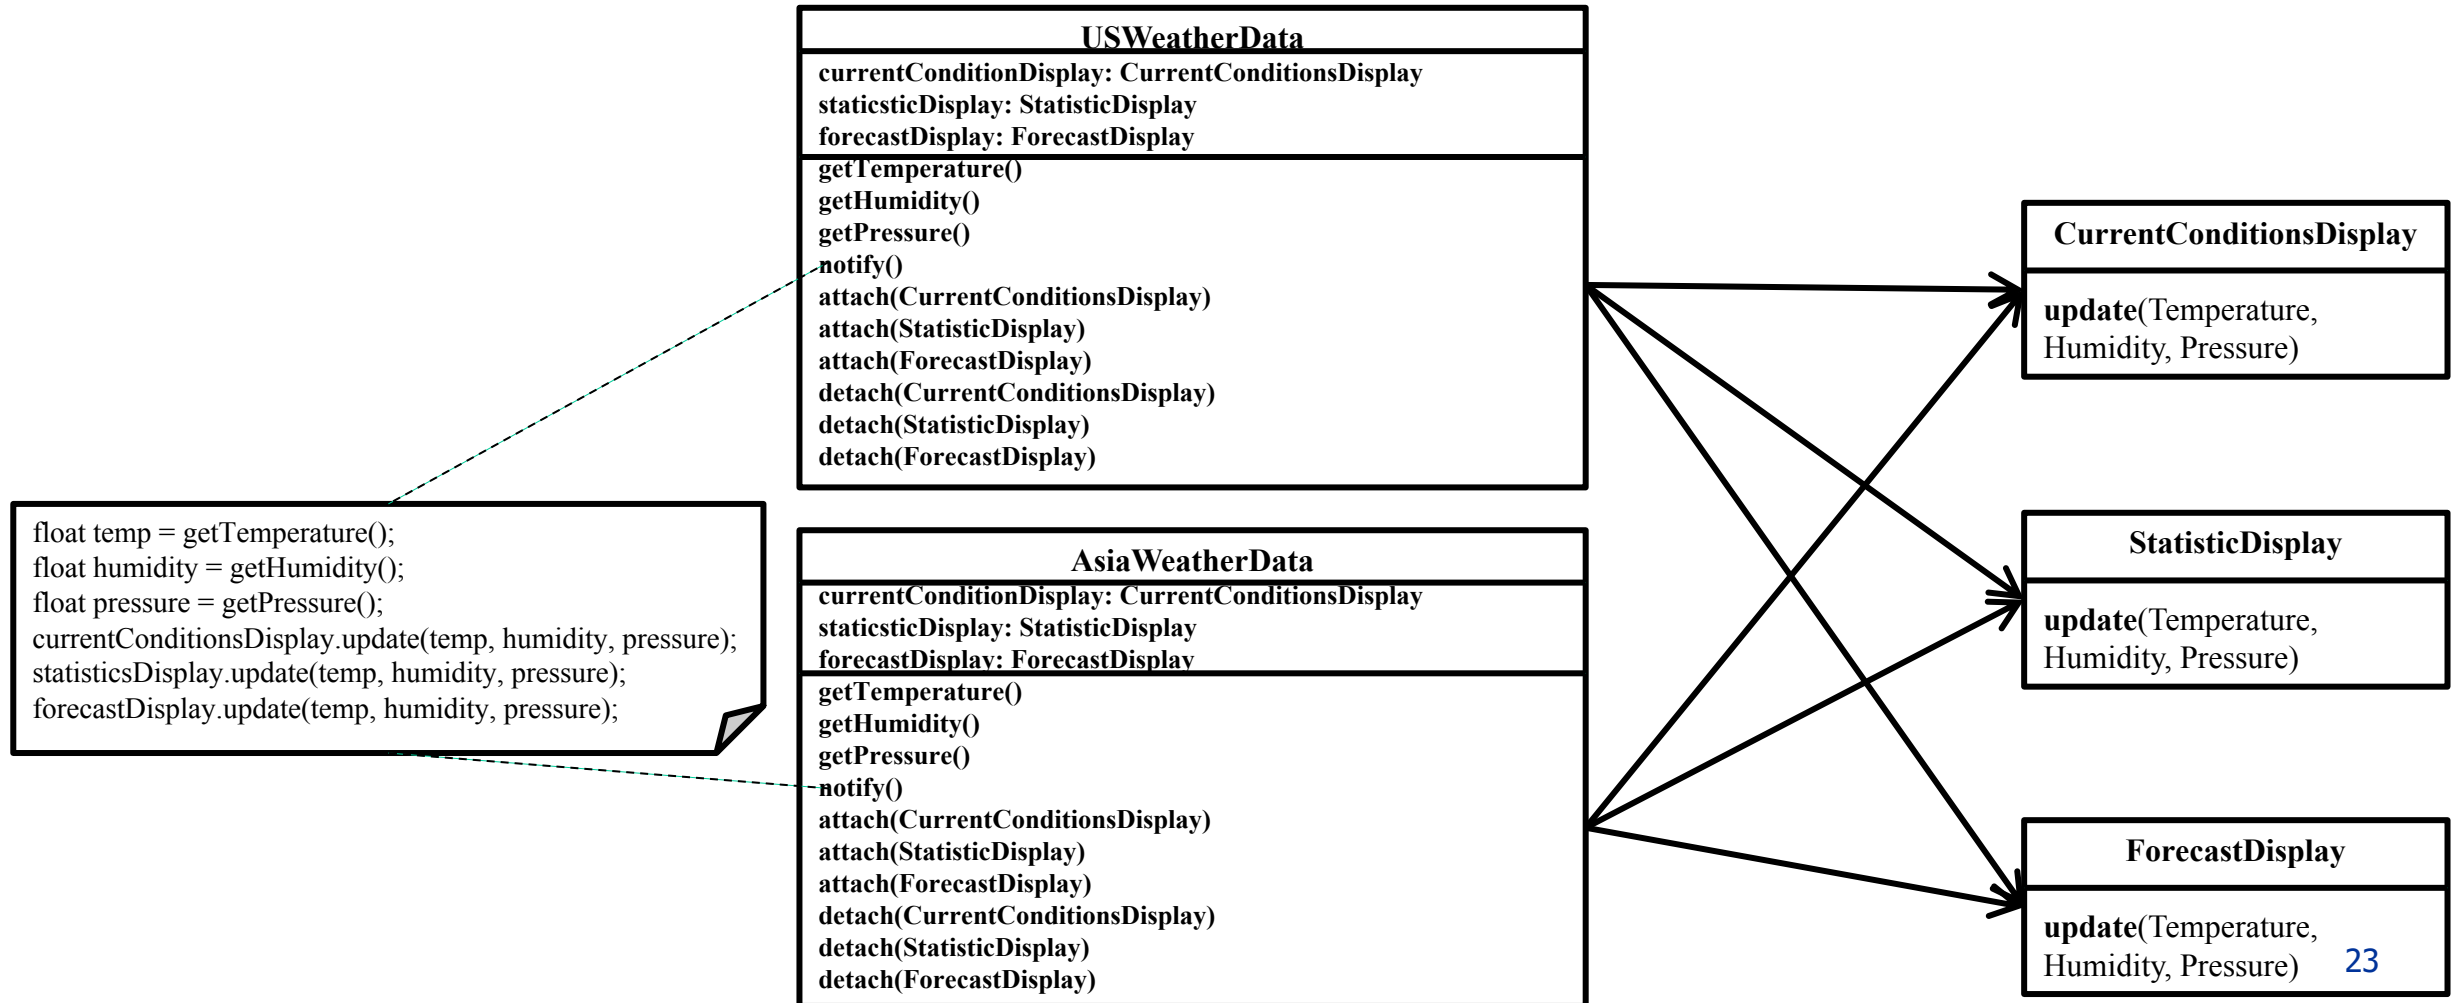 USWeatherData
currentConditionDisplay: CurrentConditionsDisplay
staticsticDisplay: StatisticDisplay
forecastDisplay: ForecastDisplay
getTemperature()
getHumidity()
getPressure()
notify()
attach(CurrentConditionsDisplay)
attach(StatisticDisplay)
attach(ForecastDisplay)
detach(CurrentConditionsDisplay)
detach(StatisticDisplay)
detach(ForecastDisplay)
float temp = getTemperature();
float humidity = getHumidity();
float pressure = getPressure();
currentConditionsDisplay.update(temp, humidity, pressure);
statisticsDisplay.update(temp, humidity, pressure);
forecastDisplay.update(temp, humidity, pressure);
AsiaWeatherData
currentConditionDisplay: CurrentConditionsDisplay
staticsticDisplay: StatisticDisplay
forecastDisplay: ForecastDisplay
getTemperature()
getHumidity()
getPressure()
notify()
attach(CurrentConditionsDisplay)
attach(StatisticDisplay)
attach(ForecastDisplay)
detach(CurrentConditionsDisplay)
detach(StatisticDisplay)
detach(ForecastDisplay)
CurrentConditionsDisplay
update(Temperature,
Humidity, Pressure)
StatisticDisplay
update(Temperature,
Humidity, Pressure)
ForecastDisplay
update(Temperature,
Humidity, Pressure)
23